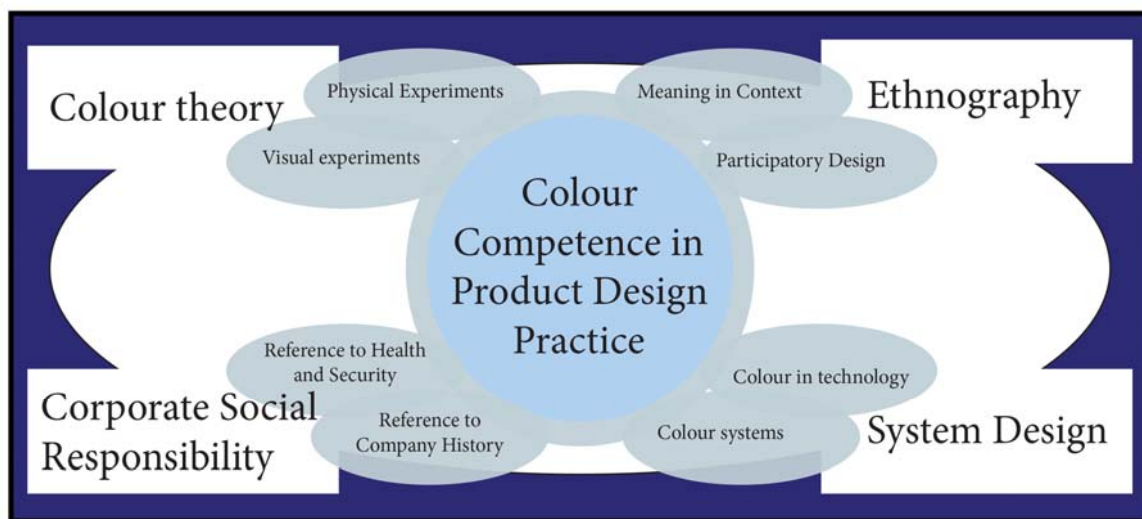 Colour theory
Physical Experiments
Visual experiments
Meaning in Context
Participatory Design
Ethnography
Colour
Competence in
Product Design
Practice
Reference to Health
and Security
Reference to
Company History
Corporate Social
Responsibility
Colour in technology
Colour systems
System Design